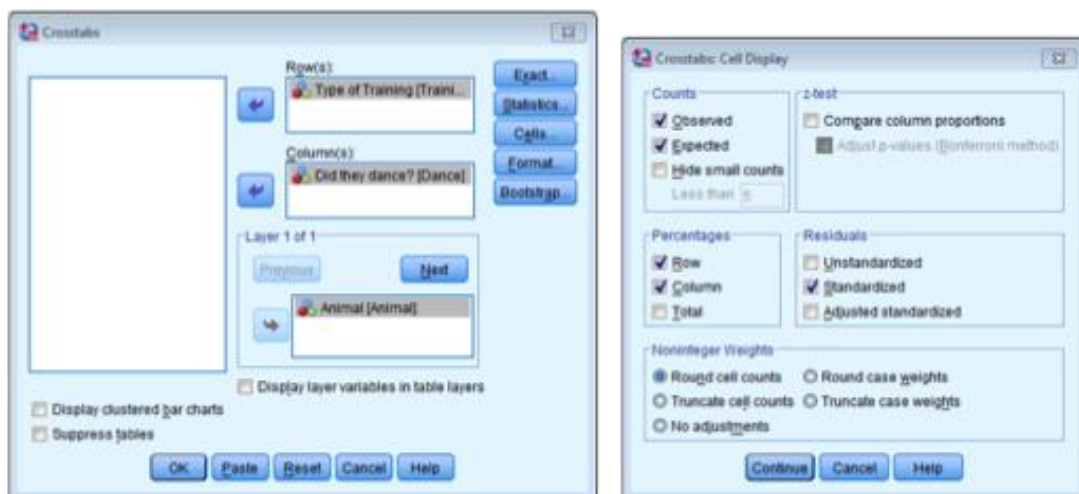 Crosstabs
Row(s):
Type of Training [Traini...
Column(s):
Did they dance? [Dance]
Layer 1 of 1
Previous
Next
Animal [Animal]
Display layer variables in table layers
Display clustered bar charts
Suppress tables
Exact...
Statistics...
Cells...
Format...
Bootstrap...
OK
Paste
Reset
Cancel
Help
Crosstabs: Cell Display
Counts
Observed
Expected
Hide small counts
Less than 5
z-test
Compare column proportions
Adjust p-values (Bonferroni method)
Percentages
Row
Column
Total
Residuals
Unstandardized
Standardized
Adjusted standardized
Noninteger Weights
Round cell counts
Round case weights
Truncate cell counts
Truncate case weights
No adjustments
Continue
Cancel
Help